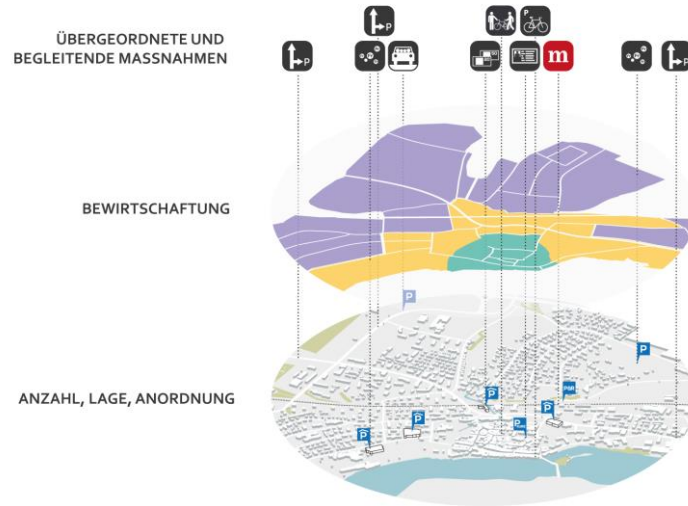 ÜBERGEORDNETE UND
BEGLEITENDE MASSNAHMEN
P
P
P
P
m
BEWIRTSCHAFTUNG
P
P
P+R
ANZAHL, LAGE, ANORDNUNG
P
P
P
P
P